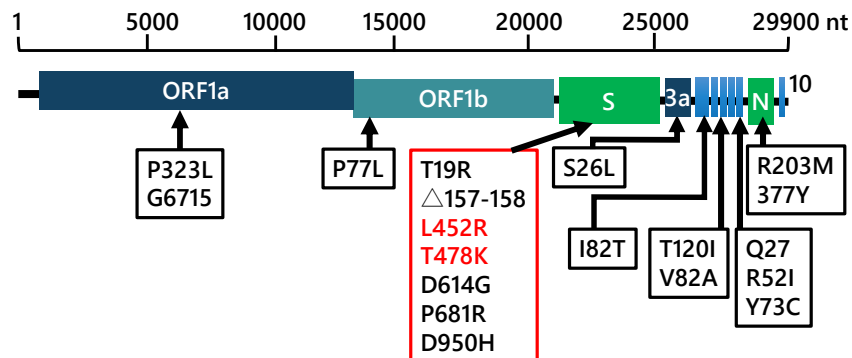 1 5000 10000 15000 20000 25000 29900 nt
ORF1a ORF1b S 3a N 10
P323L
G6715
P77L
T19R
△157-158
L452R
T478K
D614G
P681R
D950H
S26L
I82T
T120I
V82A
Q27
R52I
Y73C
R203M
377Y